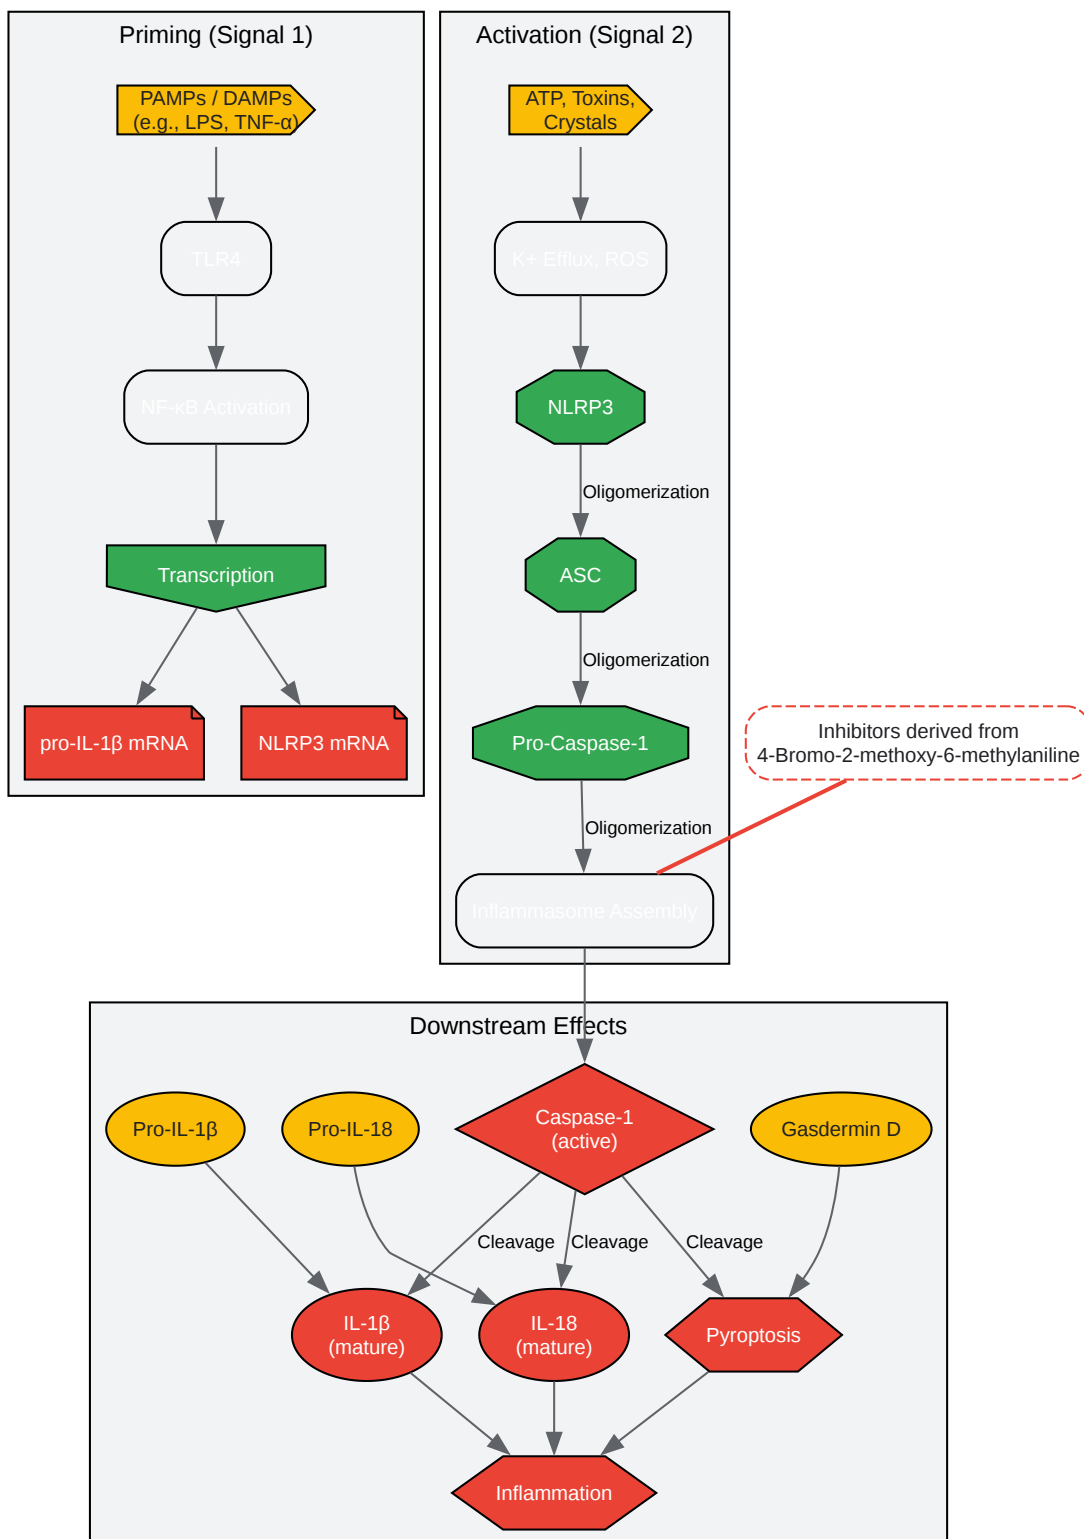 Priming (Signal 1)
PAMPs / DAMPs
(e.g., LPS, TNF-α)
TLR4
NF-κB Activation
Transcription
pro-IL-1β mRNA
NLRP3 mRNA
Activation (Signal 2)
ATP, Toxins,
Crystals
K+ Efflux, ROS
NLRP3
Oligomerization
ASC
Oligomerization
Pro-Caspase-1
Oligomerization
Inflammasome Assembly
Inhibitors derived from
4-Bromo-2-methoxy-6-methylaniline
Downstream Effects
Pro-IL-1β
Pro-IL-18
Caspase-1
(active)
Gasdermin D
Cleavage
Cleavage
Cleavage
IL-1β
(mature)
IL-18
(mature)
Pyroptosis
Inflammation